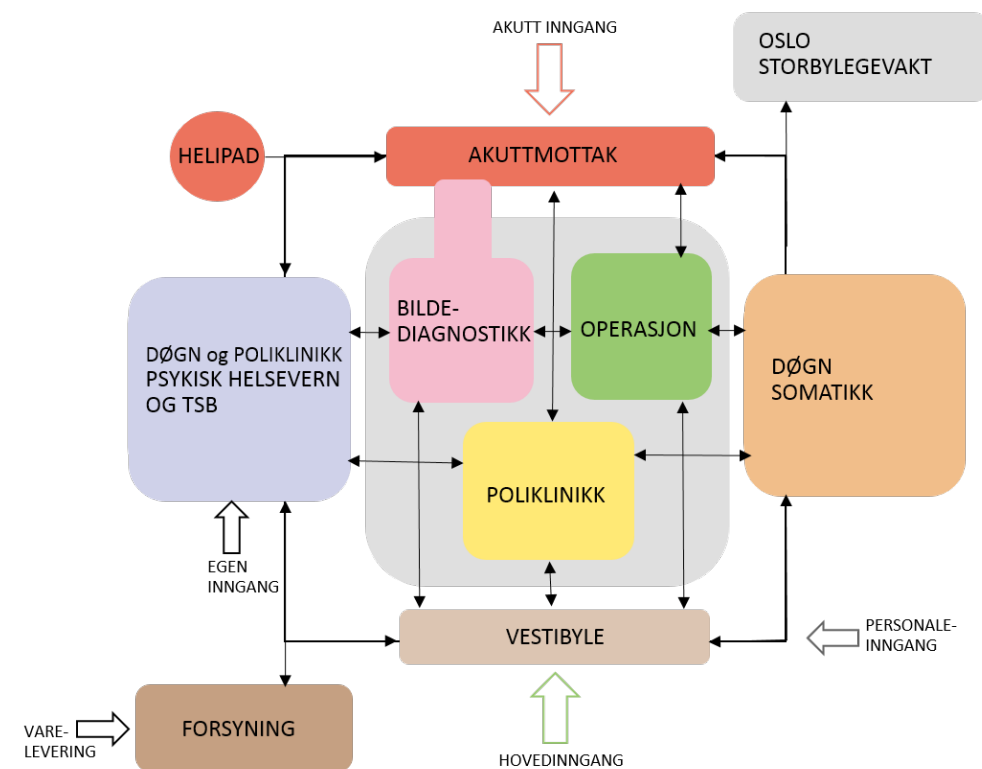 AKUTT INNGANG
OSLO
STORBYLEGEVAKT
HELIPAD
AKUTTMOTTAK
BILDE-
DIAGNOSTIKK
OPERASJON
DØGN og POLIKLINIKK
PSYKISK HELSEVERN
OG TSB
DØGN
SOMATIKK
POLIKLINIKK
EGEN
INNGANG
VESTIBYLE
PERSONALE-
INNGANG
FORSYNING
VARE-
LEVERING
HOVEDINNGANG